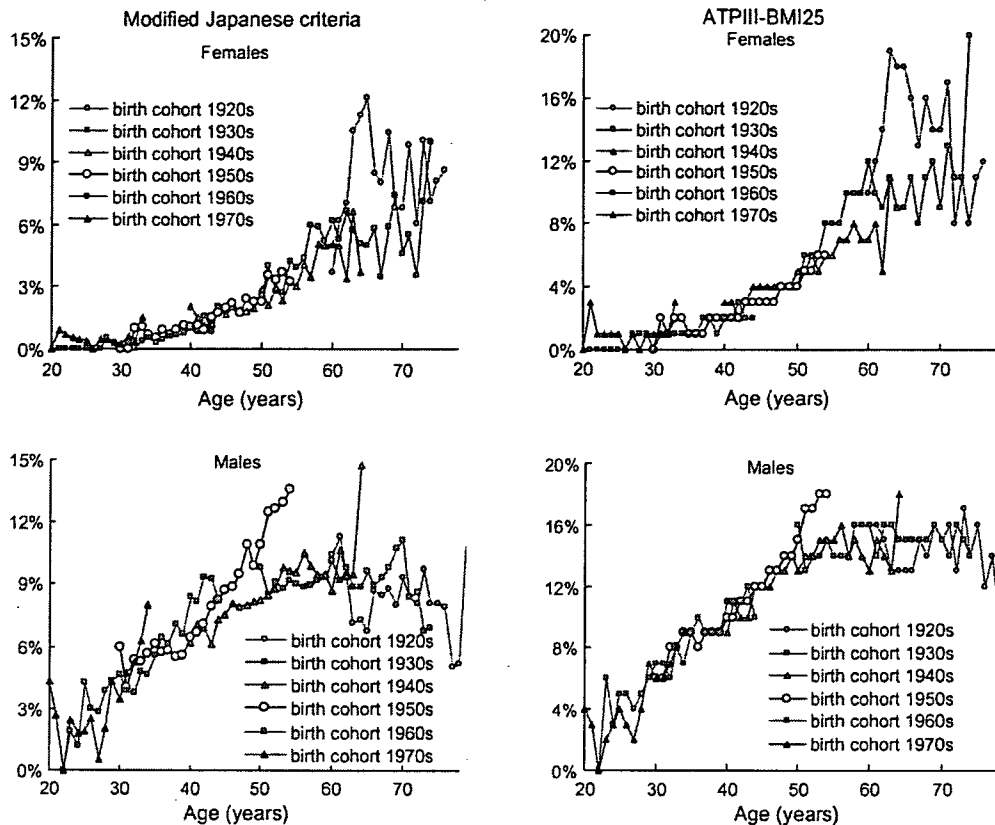 Modified Japanese criteria
Females
12%
9%
6%
3%
0%
birth cohort 1920s
birth cohort 1930s
birth cohort 1940s
birth cohort 1950s
birth cohort 1960s
birth cohort 1970s
20 30 40 50 60 70
Age (years)
ATPIII-BMI25
Females
20%
16%
12%
8%
4%
0%
birth cohort 1920s
birth cohort 1930s
birth cohort 1940s
birth cohort 1950s
birth cohort 1960s
birth cohort 1970s
20 30 40 50 60 70
Age (years)
Males
15%
12%
9%
6%
3%
0%
birth cohort 1920s
birth cohort 1930s
birth cohort 1940s
birth cohort 1950s
birth cohort 1960s
birth cohort 1970s
20 30 40 50 60 70
Age (years)
Males
20%
16%
12%
8%
4%
0%
birth cohort 1920s
birth cohort 1930s
birth cohort 1940s
birth cohort 1950s
birth cohort 1960s
birth cohort 1970s
20 30 40 50 60 70
Age (years)